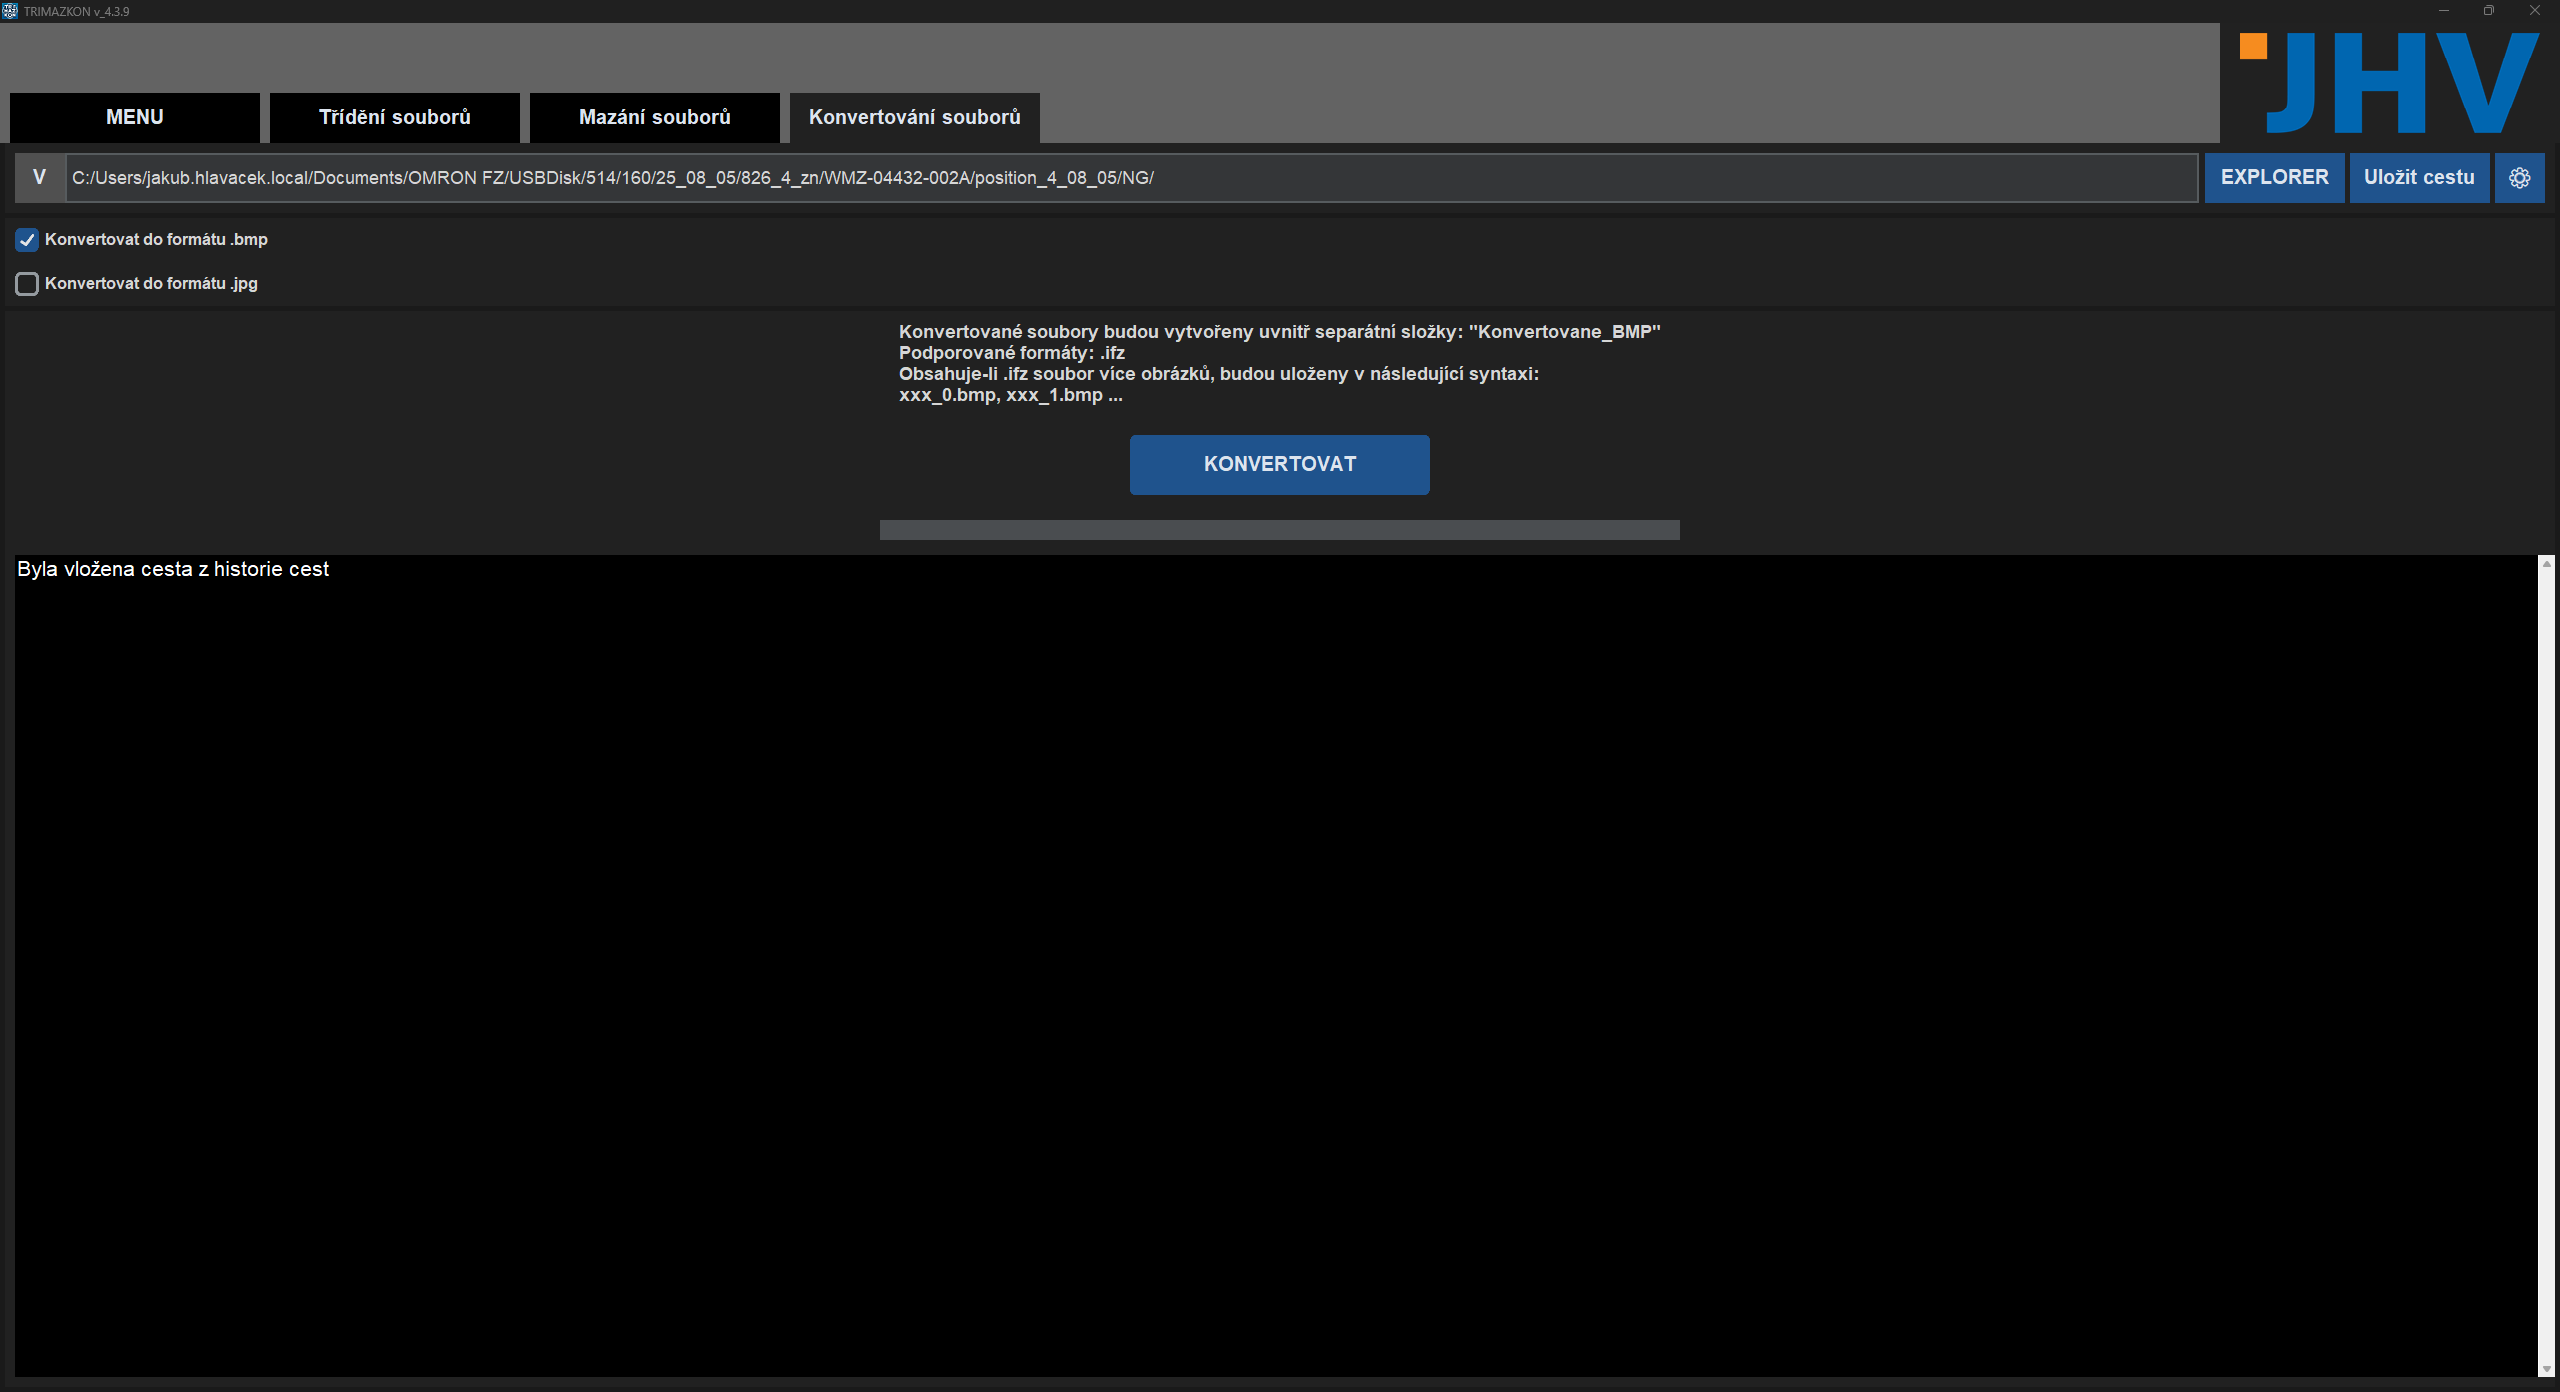 TRIMAZKON v_4.3.9
JHV
MENU
Třídění souborů
Mazání souborů
Konvertování souborů
V
C:/Users/jakub.hlavacek.local/Documents/OMRON FZ/USBDisk/514/160/25_08_05/826_4_zn/WMZ-04432-002A/position_4_08_05/NG/
EXPLORER
Uložit cestu
Konvertovat do formátu .bmp
Konvertovat do formátu .jpg
Konvertované soubory budou vytvořeny uvnitř separátní složky: "Konvertovane_BMP"
Podporované formáty: .ifz
Obsahuje-li .ifz soubor více obrázků, budou uloženy v následující syntaxi:
xxx_0.bmp, xxx_1.bmp ...
KONVERTOVAT
Byla vložena cesta z historie cest